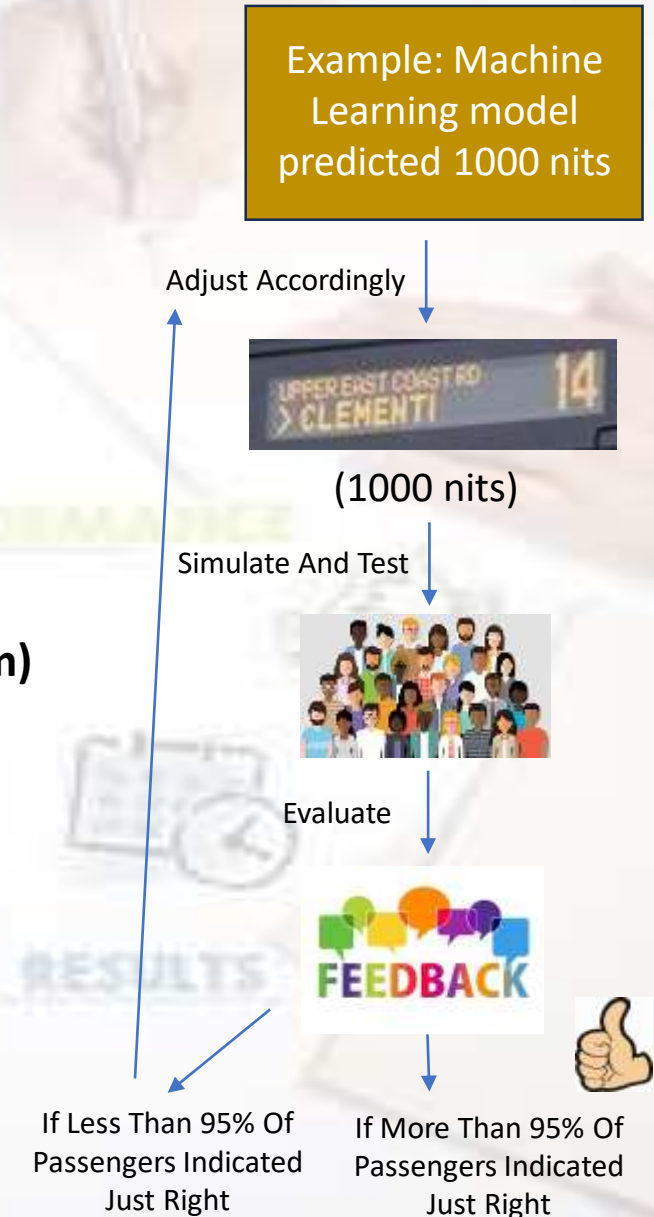 Example: Machine
Learning model
predicted 1000 nits
Adjust Accordingly
UPPER EAST COAST RD
> CLEMENTI
14
(1000 nits)
Simulate And Test
n)
Evaluate
FEEDBACK
RESULTS
If Less Than 95% Of
Passengers Indicated
Just Right
If More Than 95% Of
Passengers Indicated
Just Right